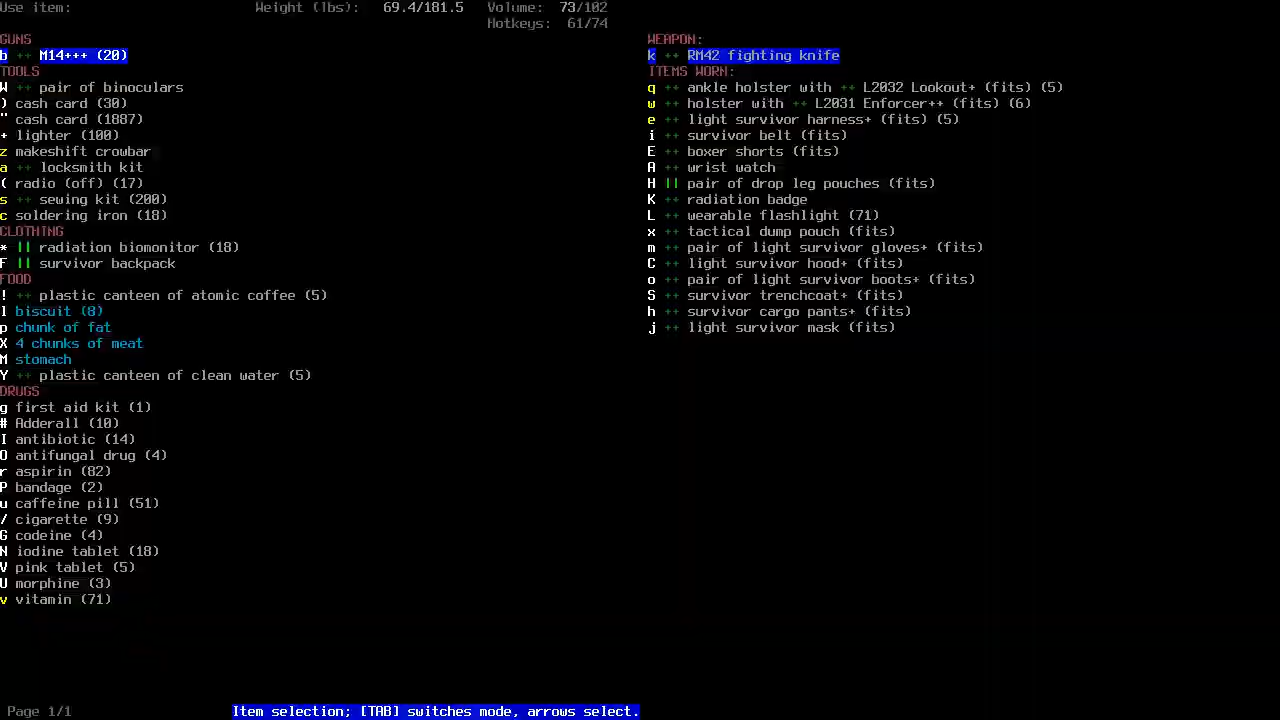 Use item: Weight (lbs): 69.4/181.5 Volume: 73/102
Hotkeys: 61/74
GUNS
b ++ M14+++ (20)
TOOLS
W ++ pair of binoculars
) cash card (30)
" cash card (1887)
+ lighter (100)
z makeshift crowbar
a ++ locksmith kit
( radio (off) (17)
s ++ sewing kit (200)
c soldering iron (18)
CLOTHING
* || radiation biomonitor (18)
F || survivor backpack
FOOD
! ++ plastic canteen of atomic coffee (5)
l biscuit (8)
p chunk of fat
X 4 chunks of meat
M stomach
Y ++ plastic canteen of clean water (5)
DRUGS
g first aid kit (1)
# Adderall (10)
I antibiotic (14)
O antifungal drug (4)
r aspirin (82)
P bandage (2)
u caffeine pill (51)
/ cigarette (9)
G codeine (4)
N iodine tablet (18)
V pink tablet (5)
U morphine (3)
v vitamin (71)
WEAPON:
k ++ RM42 fighting knife
ITEMS WORN:
q ++ ankle holster with ++ L2032 Lookout+ (fits) (5)
w ++ holster with ++ L2031 Enforcer++ (fits) (6)
e ++ light survivor harness+ (fits) (5)
i ++ survivor belt (fits)
E ++ boxer shorts (fits)
A ++ wrist watch
H || pair of drop leg pouches (fits)
K ++ radiation badge
L ++ wearable flashlight (71)
x ++ tactical dump pouch (fits)
m ++ pair of light survivor gloves+ (fits)
C ++ light survivor hood+ (fits)
o ++ pair of light survivor boots+ (fits)
S ++ survivor trenchcoat+ (fits)
h ++ survivor cargo pants+ (fits)
j ++ light survivor mask (fits)
Page 1/1 Item selection; [TAB] switches mode, arrows select.